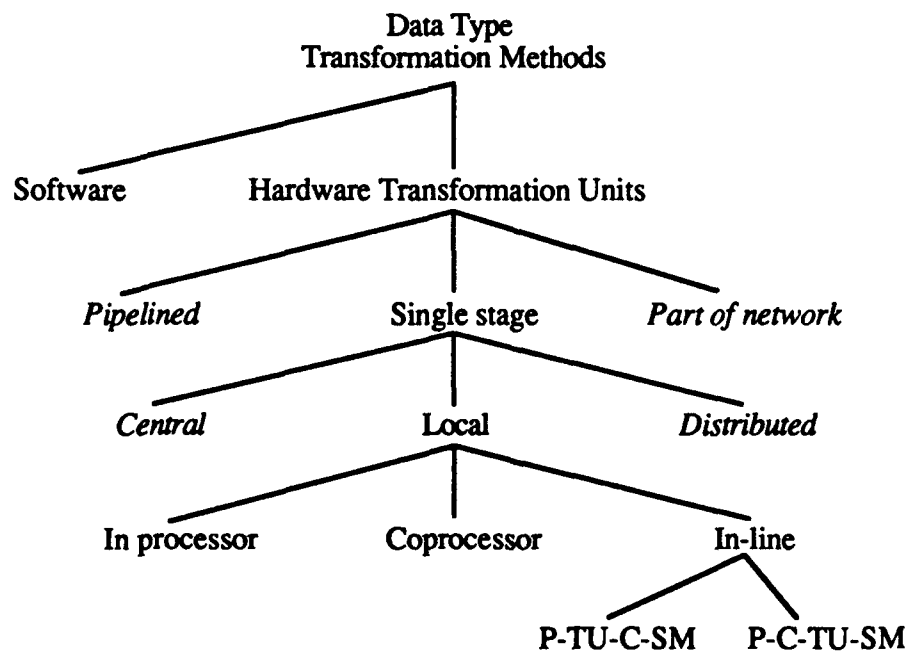 Data Type
Transformation Methods
Software
Hardware Transformation Units
Pipelined
Single stage
Part of network
Central
Local
Distributed
In processor
Coprocessor
In-line
P-TU-C-SM
P-C-TU-SM